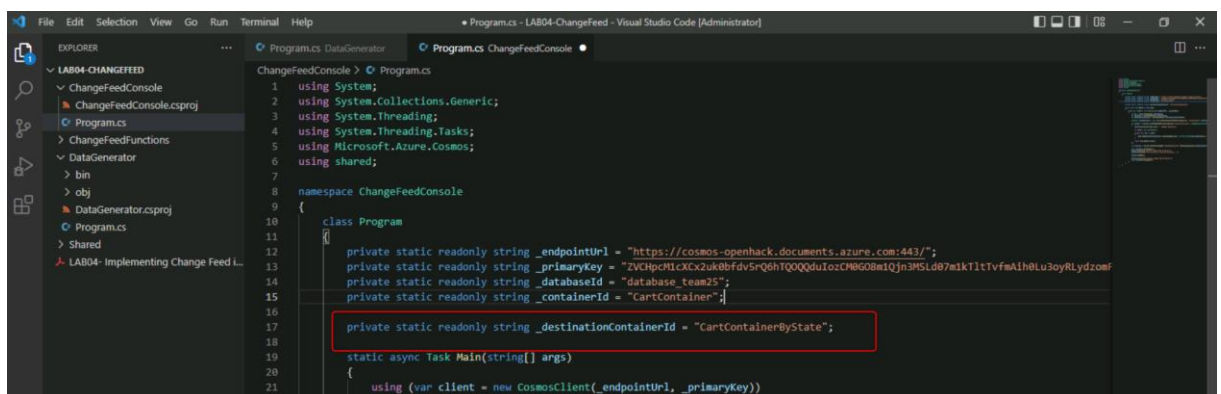 File Edit Selection View Go Run Terminal Help
● Program.cs - LAB04-ChangeFeed - Visual Studio Code [Administrator]
EXPLORER
Program.cs DataGenerator
Program.cs ChangeFeedConsole ●
LAB04-CHANGEFEED
ChangeFeedConsole
ChangeFeedConsole.csproj
Program.cs
ChangeFeedFunctions
DataGenerator
bin
obj
DataGenerator.csproj
Program.cs
Shared
LAB04- Implementing Change Feed i...
ChangeFeedConsole > Program.cs
1 using System;
2 using System.Collections.Generic;
3 using System.Threading;
4 using System.Threading.Tasks;
5 using Microsoft.Azure.Cosmos;
6 using shared;
7
8 namespace ChangeFeedConsole
9 {
10 class Program
11 {
12 private static readonly string _endpointUrl = "https://cosmos-openhack.documents.azure.com:443/";
13 private static readonly string _primaryKey = "
14 private static readonly string _databaseId = "database_team25";
15 private static readonly string _containerId = "CartContainer";
16
17 private static readonly string _destinationContainerId = "CartContainerByState";
18
19 static async Task Main(string[] args)
20 {
21 using (var client = new CosmosClient(_endpointUrl, _primaryKey))